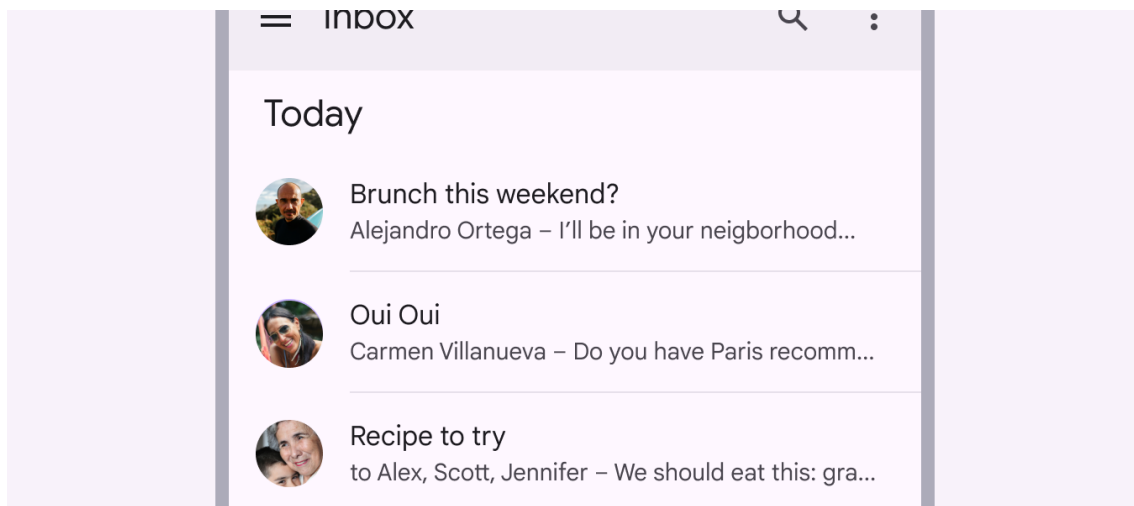 Inbox
Today
Brunch this weekend?
Alejandro Ortega – I’ll be in your neigborhood...
Oui Oui
Carmen Villanueva – Do you have Paris recomm...
Recipe to try
to Alex, Scott, Jennifer – We should eat this: gra...